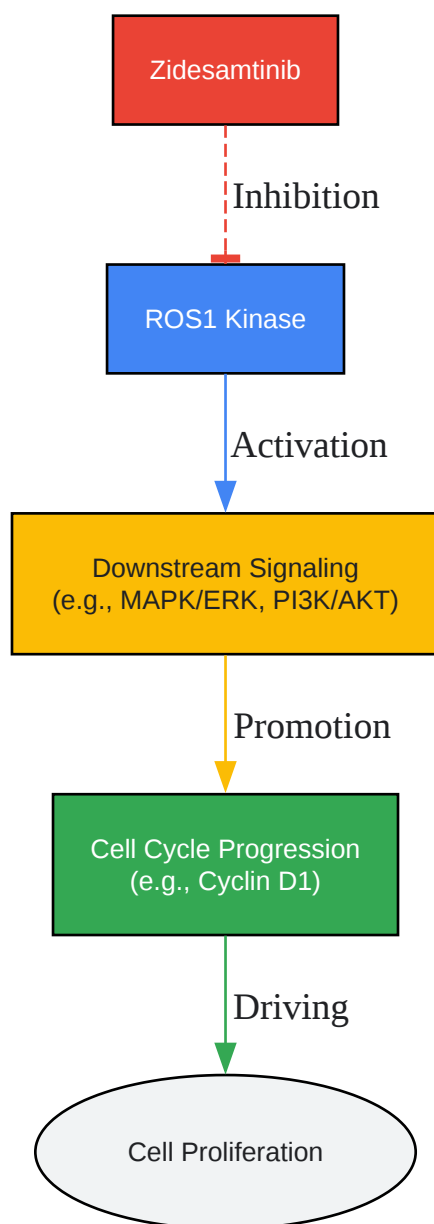 Zidesamtinib
Inhibition
ROS1 Kinase
Activation
Downstream Signaling
(e.g., MAPK/ERK, PI3K/AKT)
Promotion
Cell Cycle Progression
(e.g., Cyclin D1)
Driving
Cell Proliferation